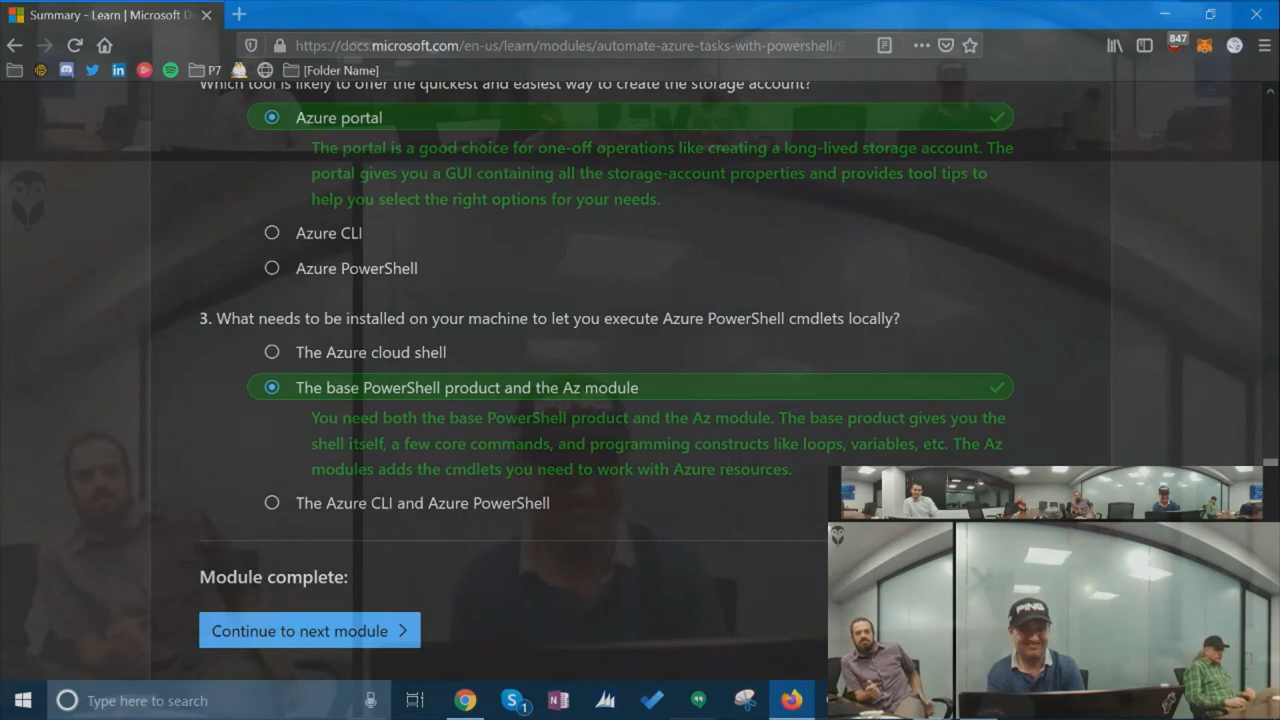 Summary - Learn | Microsoft D
https://docs.microsoft.com/en-us/learn/modules/automate-azure-tasks-with-powershell/9
847
P7
[Folder Name]
Which tool is likely to offer the quickest and easiest way to create the storage account?
Azure portal
The portal is a good choice for one-off operations like creating a long-lived storage account. The
portal gives you a GUI containing all the storage-account properties and provides tool tips to
help you select the right options for your needs.
Azure CLI
Azure PowerShell
3. What needs to be installed on your machine to let you execute Azure PowerShell cmdlets locally?
The Azure cloud shell
The base PowerShell product and the Az module
You need both the base PowerShell product and the Az module. The base product gives you the
shell itself, a few core commands, and programming constructs like loops, variables, etc. The Az
modules adds the cmdlets you need to work with Azure resources.
The Azure CLI and Azure PowerShell
Module complete:
Continue to next module
PING
Type here to search
1